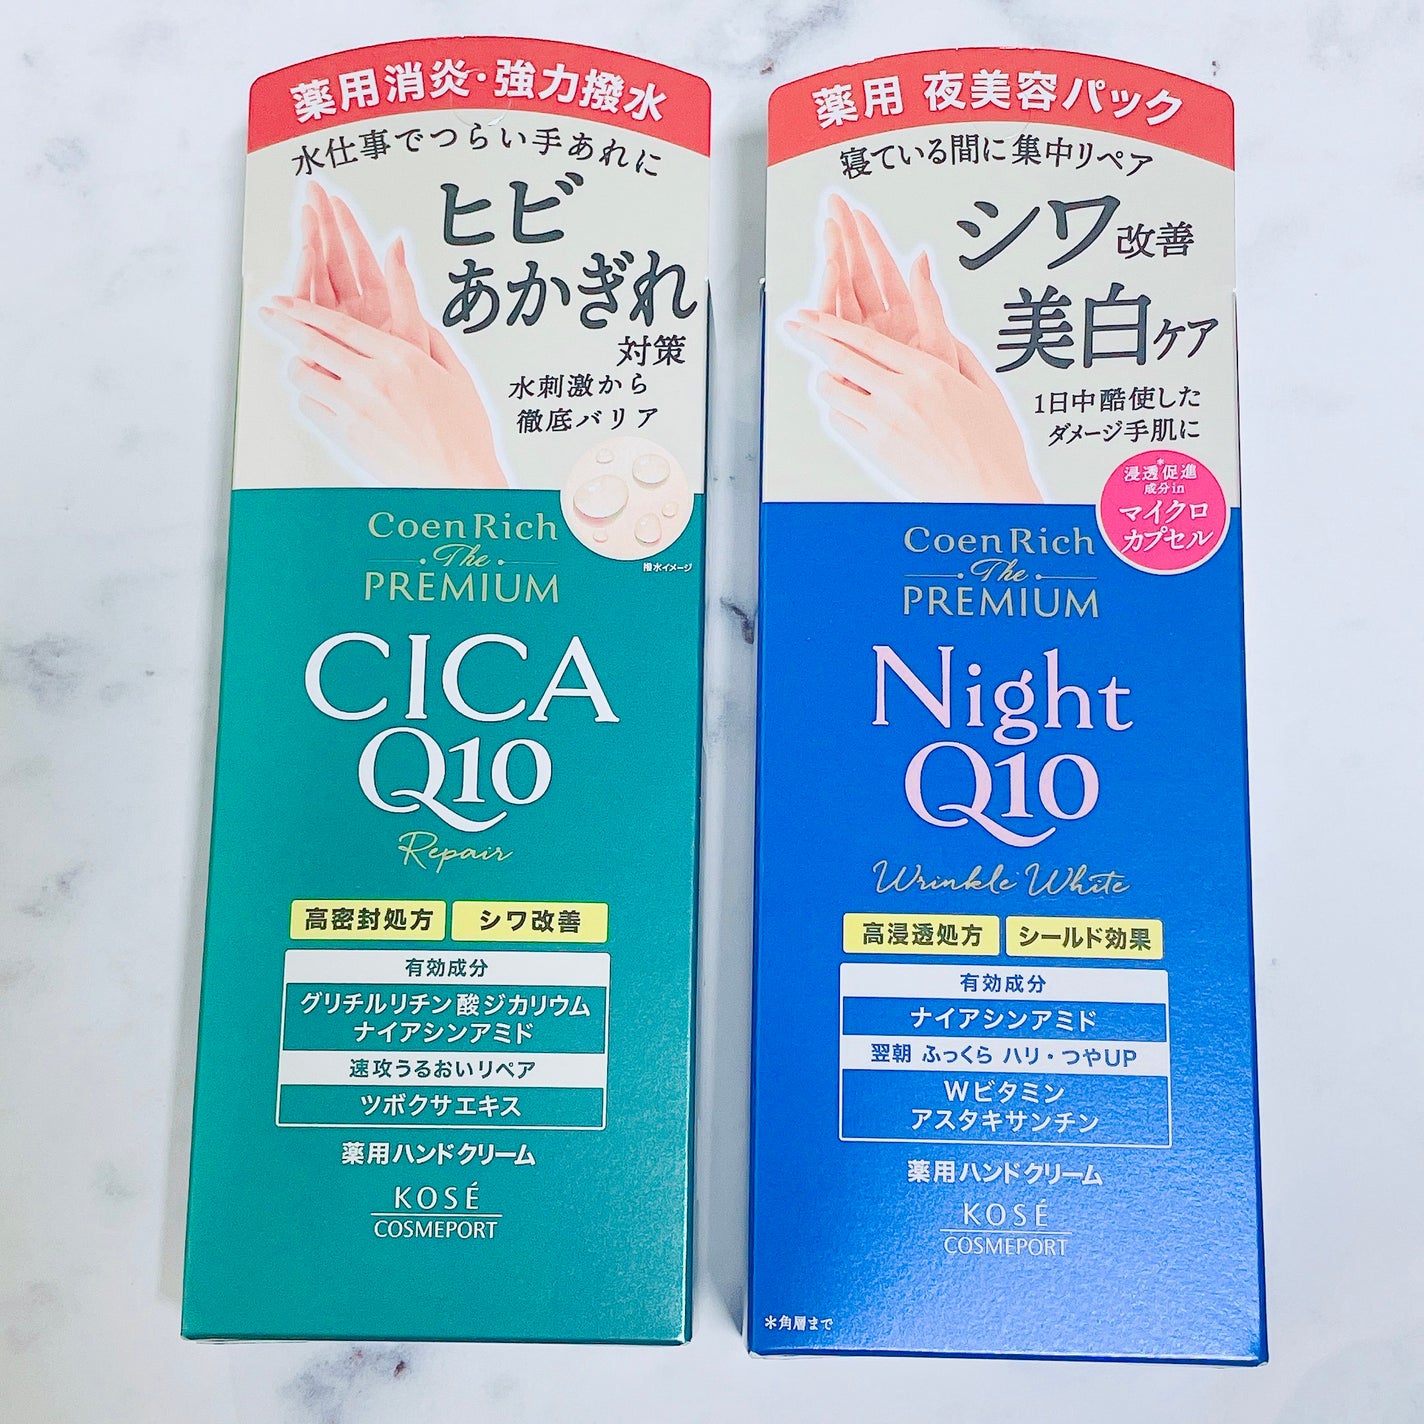 薬用消炎・強力撥水
水仕事でつらい手あれに
ヒビ
あかぎれ
対策
水刺激から
徹底バリア
撥水イメージ
CoenRich
The
PREMIUM
CICA
Q10
Repair
高密封処方 シワ改善
有効成分
グリチルリチン酸ジカリウム
ナイアシンアミド
速攻うるおいリペア
ツボクサエキス
薬用ハンドクリーム
KOSÉ
COSMEPORT
薬用 夜美容パック
寝ている間に集中リペア
シワ改善
美白ケア
1日中酷使した
ダメージ手肌に
浸透*促進
成分in
マイクロ
カプセル
CoenRich
The
PREMIUM
Night
Q10
Wrinkle White
高浸透処方 シールド効果
有効成分
ナイアシンアミド
翌朝 ふっくら ハリ・つやUP
Wビタミン
アスタキサンチン
薬用ハンドクリーム
KOSÉ
COSMEPORT
*角層まで